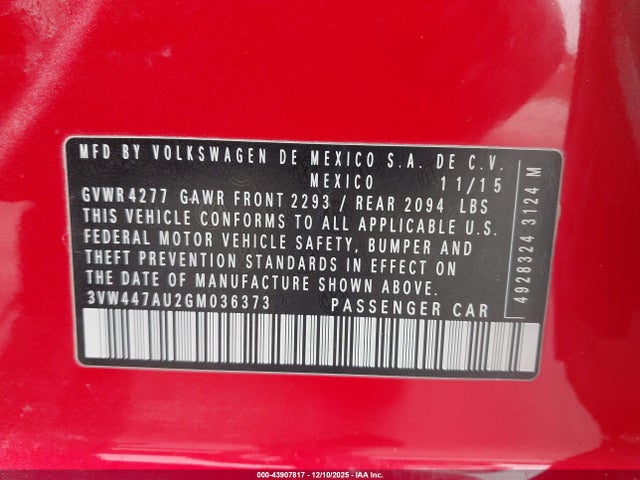 MFD BY VOLKSWAGEN DE MEXICO S.A. DE C.V.
MEXICO 11/15
GVWR 4277 GAWR FRONT 2293 / REAR 2094 LBS
THIS VEHICLE CONFORMS TO ALL APPLICABLE U.S.
FEDERAL MOTOR VEHICLE SAFETY, BUMPER AND
THEFT PREVENTION STANDARDS IN EFFECT ON
THE DATE OF MANUFACTURE SHOWN ABOVE.
3VW447AU2GM036373 PASSENGER CAR
4928324 3124 M
000-43907817 - 12/10/2025 - IAA Inc.